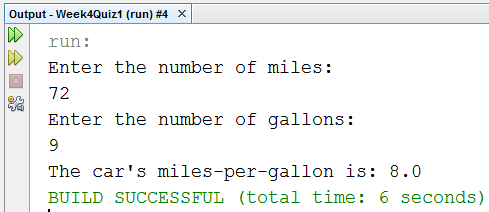 Output - Week4Quiz1 (run) #4 ×
run:
Enter the number of miles:
72
Enter the number of gallons:
9
The car's miles-per-gallon is: 8.0
BUILD SUCCESSFUL (total time: 6 seconds)